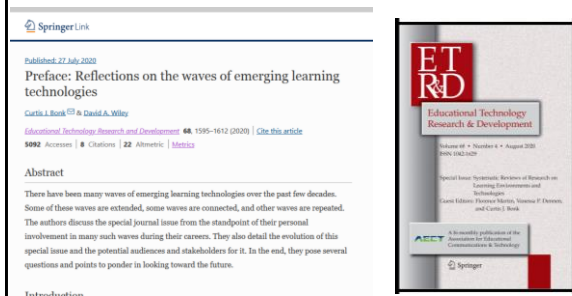 Springer Link
Published: 27 July 2020
Preface: Reflections on the waves of emerging learning
technologies
Curtis J. Bonk & David A. Wiley
Educational Technology Research and Development 68, 1595–1612 (2020) | Cite this article
5092 Accesses | 8 Citations | 22 Altmetric | Metrics
Abstract
There have been many waves of emerging learning technologies over the past few decades.
Some of these waves are extended, some waves are connected, and other waves are repeated.
The authors discuss the special journal issue from the standpoint of their personal
involvement in many such waves during their careers. They also detail the evolution of this
special issue and the potential audiences and stakeholders for it. In the end, they pose several
questions and points to ponder in looking toward the future.
Introduction
ET
R&D
Educational Technology
Research & Development
Volume 68 • Number 4 • August 2020
ISSN 1042-1629
Special Issue: Systematic Reviews of Research on
Learning Environments and
Technologies
Guest Editors: Florence Martin, Vanessa P. Dennen,
and Curtis J. Bonk
AECT
A bi-monthly publication of the
Association for Educational
Communications & Technology
Springer